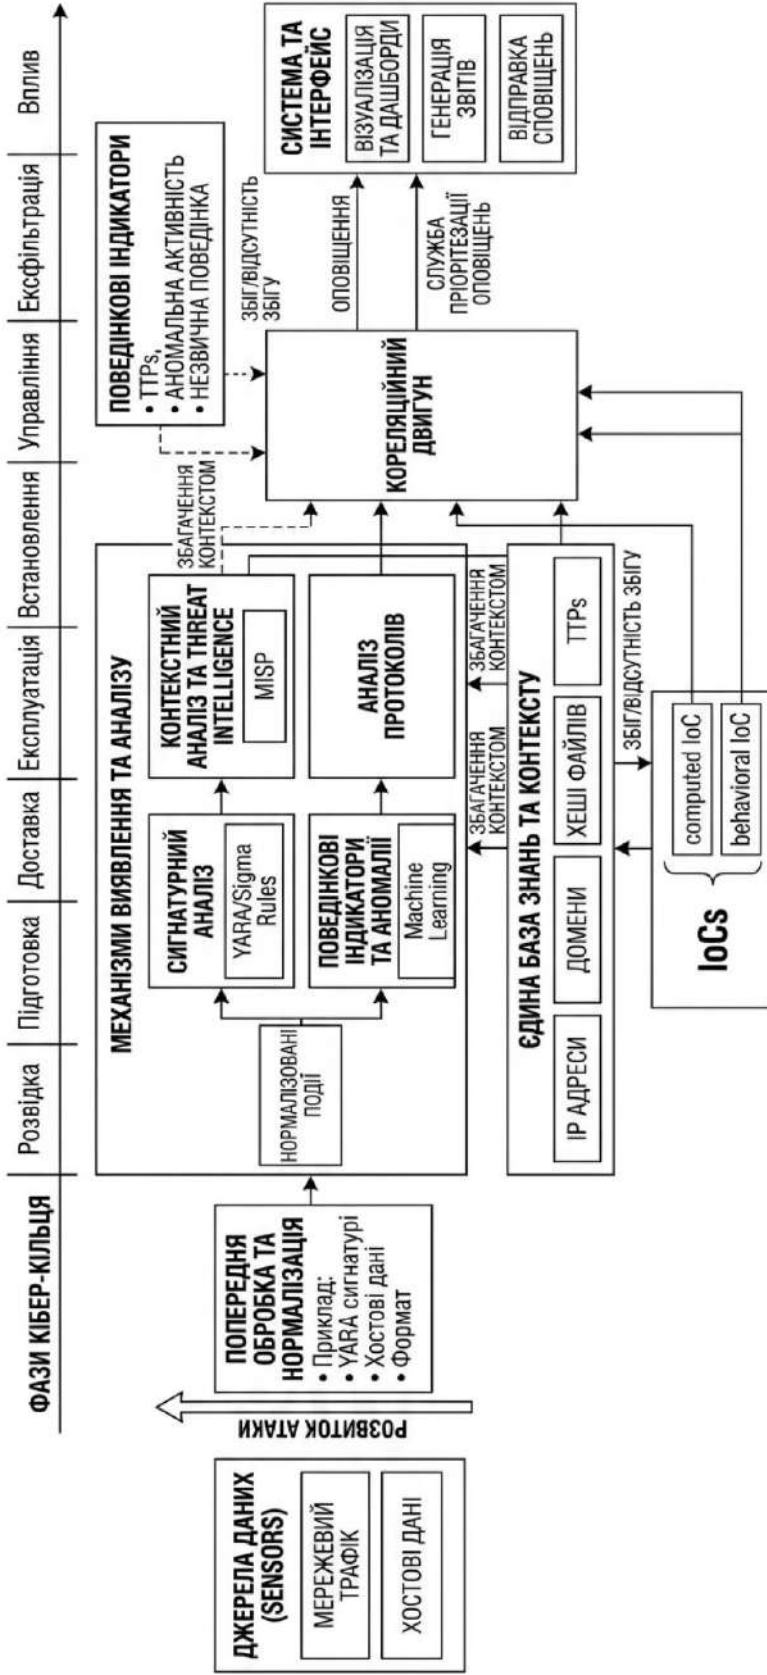 ФАЗИ КІБЕР-КІЛЬЦЯ
Розвідка
Підготовка
Доставка
Експлуатація
Встановлення
Управління
Ексфільтрація
Вплив
ДЖЕРЕЛА ДАНИХ
(SENSORS)
МЕРЕЖЕВИЙ
ТРАФІК
ХОСТОВІ ДАНІ
РОЗВИТОК АТАКИ
ПОПЕРЕДНЯ
ОБРОБКА ТА
НОРМАЛІЗАЦІЯ
• Приклад:
• YARA сигнатурі
• Хостові дані
• Формат
МЕХАНІЗМИ ВИЯВЛЕННЯ ТА АНАЛІЗУ
НОРМАЛІЗОВАНІ
ПОДІЇ
СИГНАТУРНИЙ
АНАЛІЗ
YARA/Sigma
Rules
ПОВЕДІНКОВІ
ІНДИКАТОРИ
ТА АНОМАЛІЇ
Machine
Learning
КОНТЕКСТНИЙ
АНАЛІЗ ТА THREAT
INTELLIGENCE
MISP
АНАЛІЗ
ПРОТОКОЛІВ
ЗБАГАЧЕННЯ
КОНТЕКСТОМ
ЗБАГАЧЕННЯ
КОНТЕКСТОМ
ЗБАГАЧЕННЯ
КОНТЕКСТОМ
ЄДИНА БАЗА ЗНАНЬ ТА КОНТЕКСТУ
IP АДРЕСИ
ДОМЕНИ
ХЕШІ ФАЙЛІВ
TTPs
ЗБІГ/ВІДСУТНІСТЬ ЗБІГУ
IoCs
computed IoC
behavioral IoC
ПОВЕДІНКОВІ ІНДИКАТОРИ
• TTPs,
• АНОМАЛЬНА АКТИВНІСТЬ
• НЕЗВИЧНА ПОВЕДІНКА
ЗБІГ/ВІДСУТНІСТЬ
ЗБІГУ
КОРЕЛЯЦІЙНИЙ
ДВИГУН
ОПОВІЩЕННЯ
СЛУЖБА
ПРІОРІТЕЗАЦІЇ
ОПОВІЩЕНЬ
СИСТЕМА ТА
ІНТЕРФЕЙС
ВІЗУАЛІЗАЦІЯ
ТА ДАШБОРДИ
ГЕНЕРАЦІЯ
ЗВІТІВ
ВІДПРАВКА
СПОВІЩЕНЬ